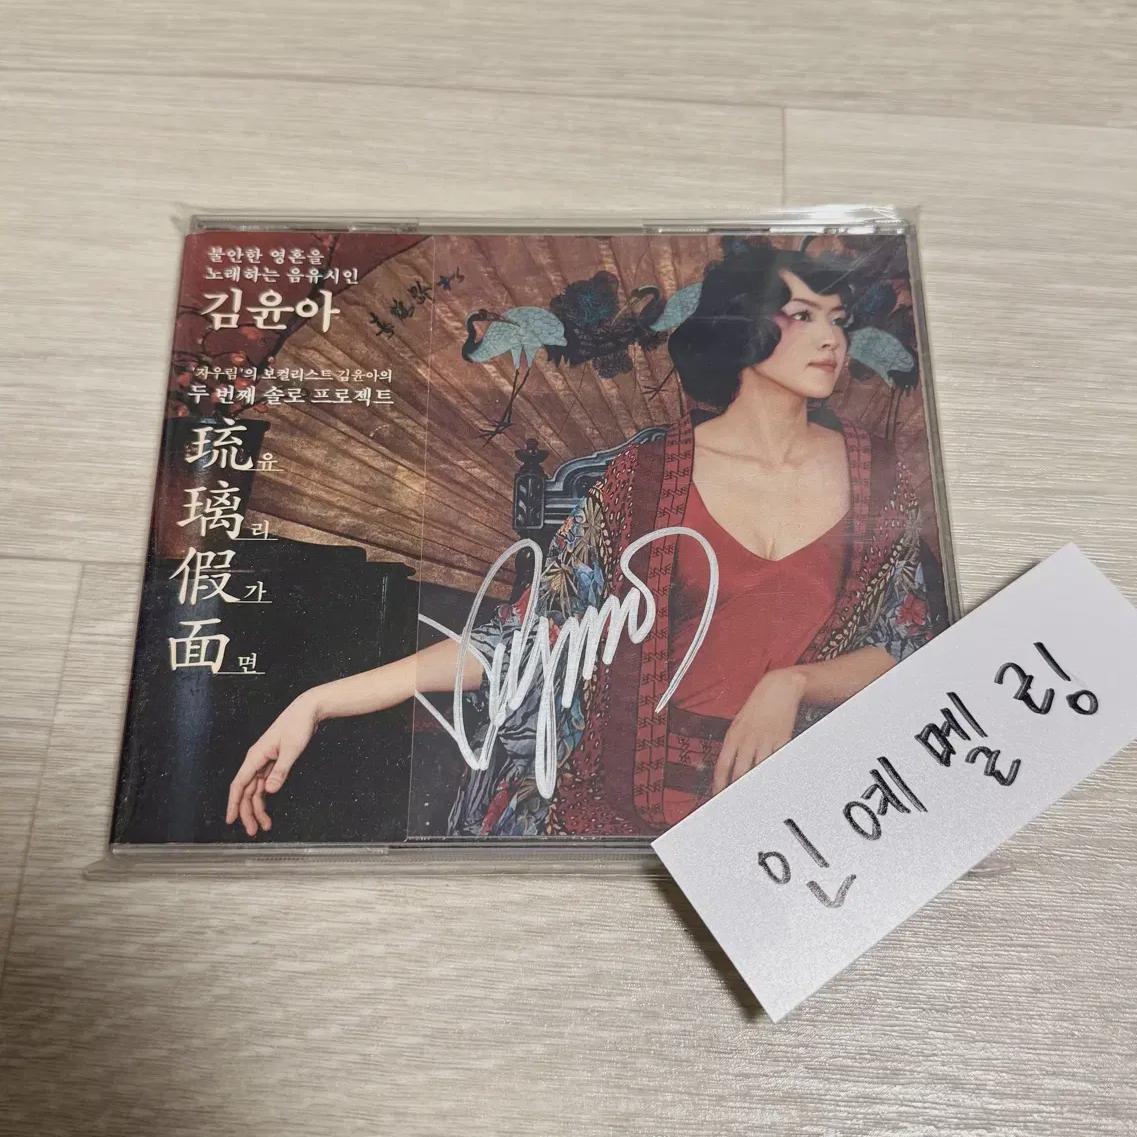 불안한 영혼을
노래하는 음유시인
김윤아
'자우림'의 보컬리스트 김윤아의
두 번째 솔로 프로젝트
琉유
璃리
假가
面면
인예멜링